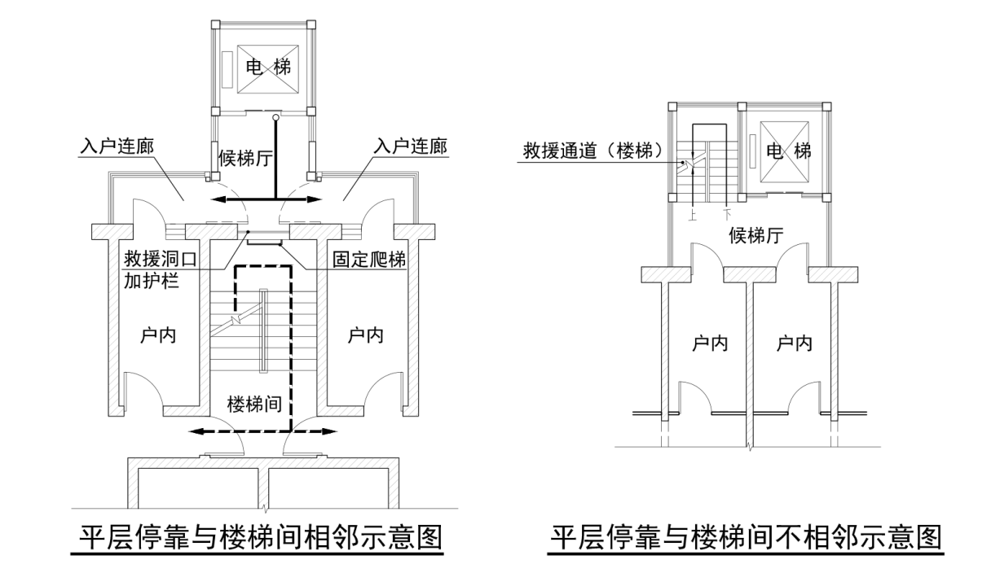 电 梯
入户连廊
候梯厅
入户连廊
救援洞口
加护栏
固定爬梯
户内
户内
楼梯间
平层停靠与楼梯间相邻示意图
救援通道（楼梯）
电 梯
上
下
候梯厅
户内
户内
平层停靠与楼梯间不相邻示意图